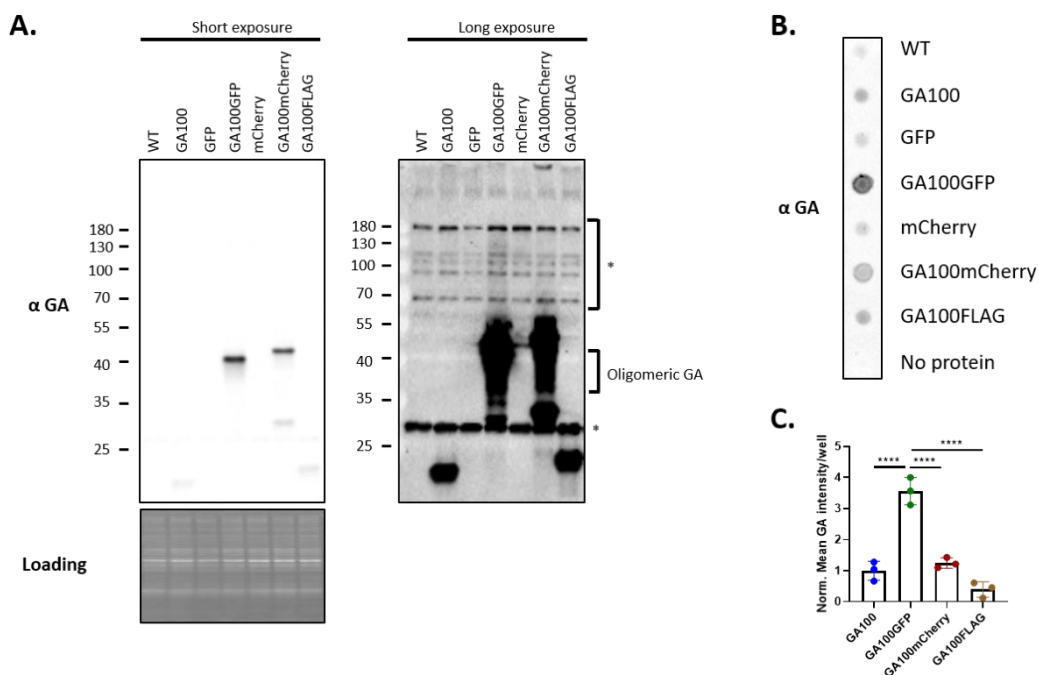 A.
Short exposure
WT
GA100
GFP
GA100GFP
mCherry
GA100mCherry
GA100FLAG
α GA
180
130
100
70
55
40
35
25
Loading
Long exposure
WT
GA100
GFP
GA100GFP
mCherry
GA100mCherry
GA100FLAG
180
130
100
70
55
40
35
25
*
Oligomeric GA
*
B.
α GA
WT
GA100
GFP
GA100GFP
mCherry
GA100mCherry
GA100FLAG
No protein
C.
Norm. Mean GA intensity/well
5
4
3
2
1
0
****
**** ****
GA100
GA100GFP
GA100mCherry
GA100FLAG